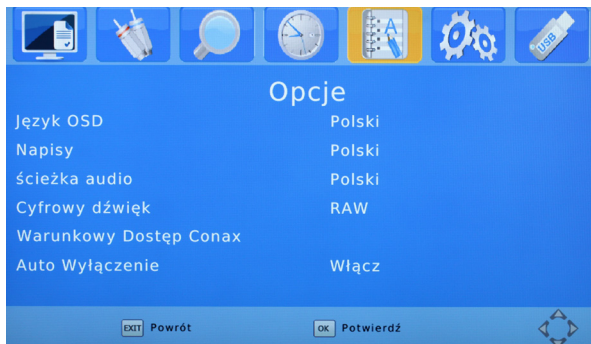 A
USB
Opcje
Język OSD Polski
Napisy Polski
ścieżka audio Polski
Cyfrowy dźwięk RAW
Warunkowy Dostęp Conax
Auto Wyłączenie Włącz
EXIT Powrót OK Potwierdź